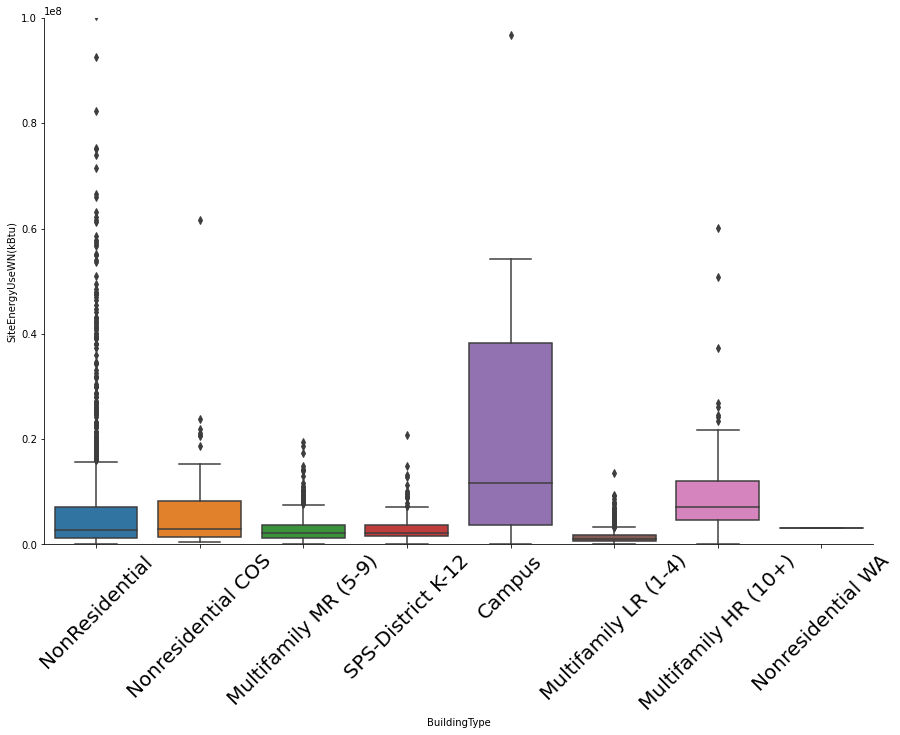 1e8
1.0
0.8
0.6
0.4
0.2
0.0
SiteEnergyUseWN(kBtu)
NonResidential
Nonresidential COS
Multifamily MR (5-9)
SPS-District K-12
Campus
Multifamily LR (1-4)
Multifamily HR (10+)
Nonresidential WA
BuildingType